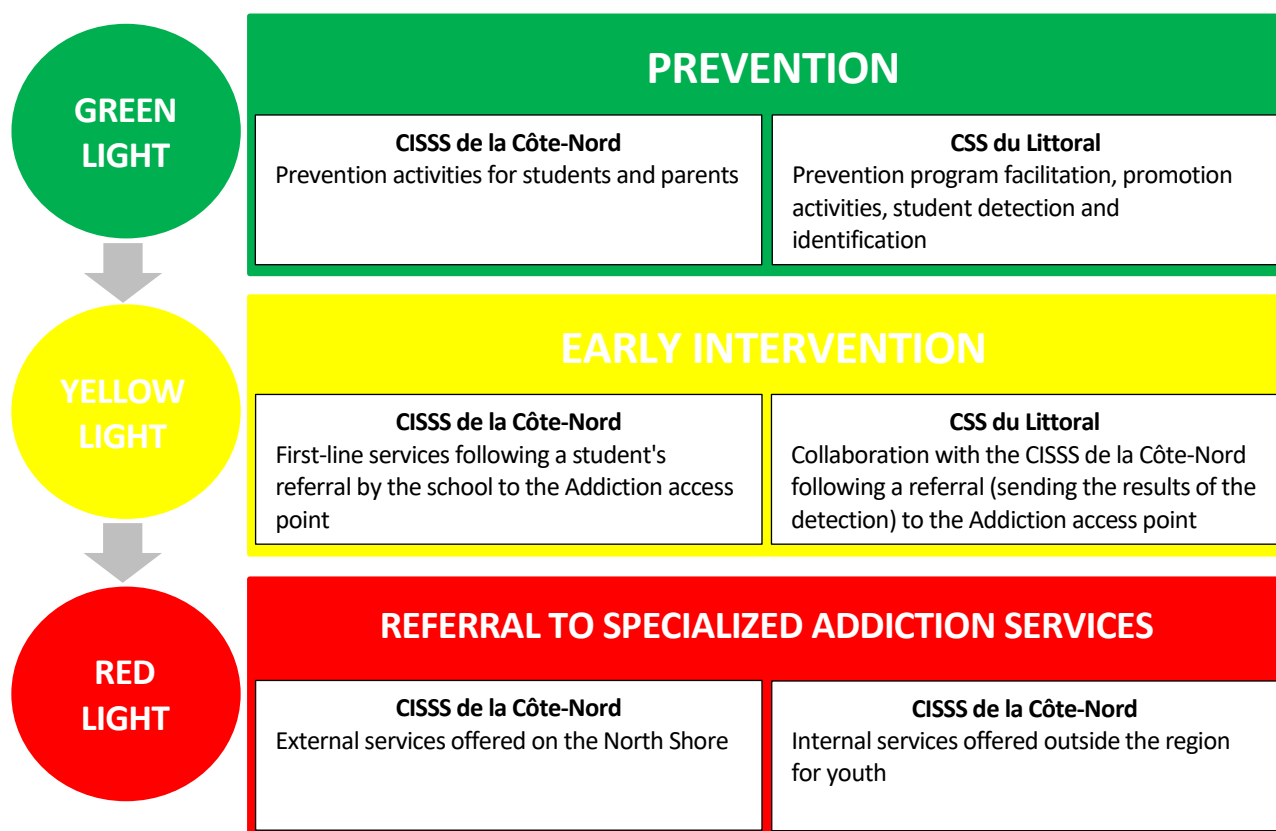 GREEN
LIGHT
PREVENTION
CISSS de la Côte-Nord
Prevention activities for students and parents
CSS du Littoral
Prevention program facilitation, promotion
activities, student detection and
identification
YELLOW
LIGHT
EARLY INTERVENTION
CISSS de la Côte-Nord
First-line services following a student's
referral by the school to the Addiction access
point
CSS du Littoral
Collaboration with the CISSS de la Côte-Nord
following a referral (sending the results of the
detection) to the Addiction access point
RED
LIGHT
REFERRAL TO SPECIALIZED ADDICTION SERVICES
CISSS de la Côte-Nord
External services offered on the North Shore
CISSS de la Côte-Nord
Internal services offered outside the region
for youth